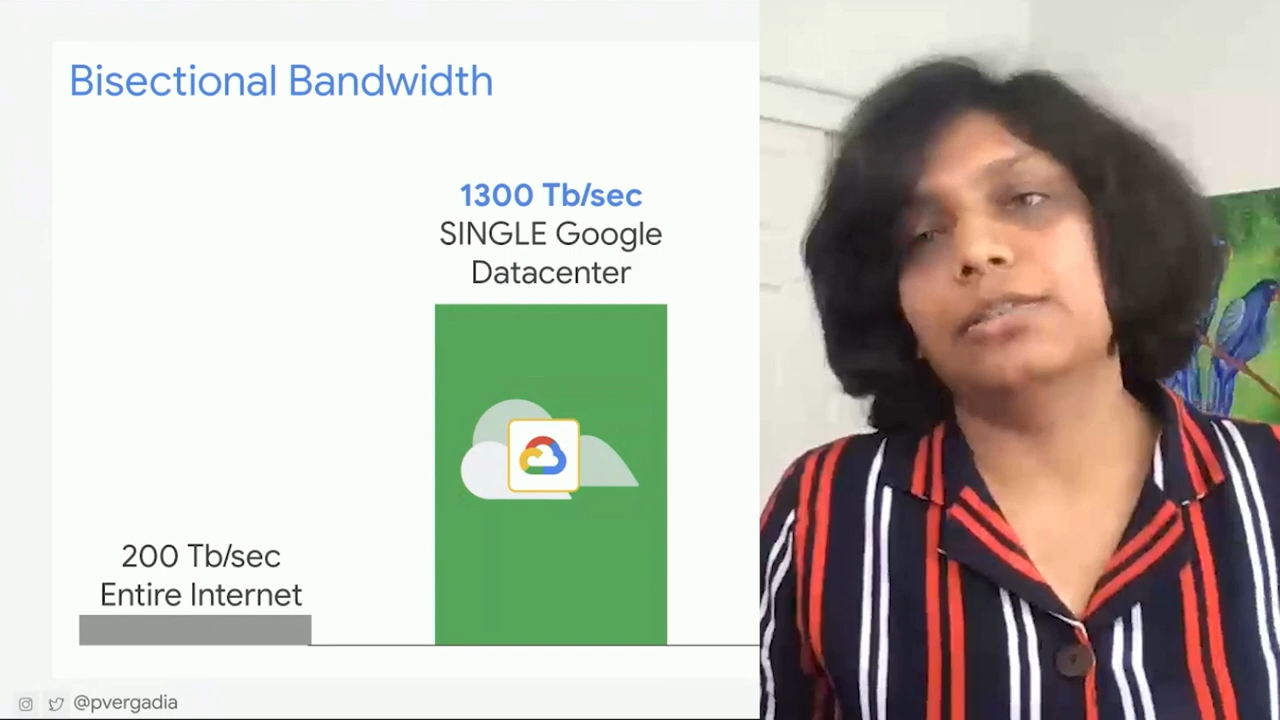 Bisectional Bandwidth
1300 Tb/sec
SINGLE Google
Datacenter
200 Tb/sec
Entire Internet
@pvergadia